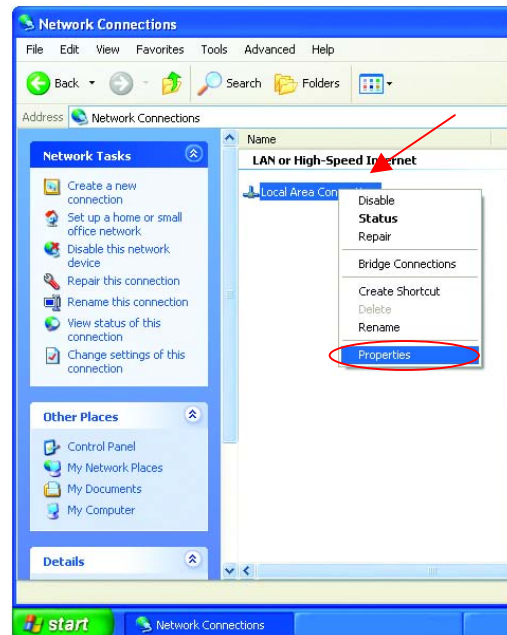 Network Connections
File Edit View Favorites Tools Advanced Help
Back Search Folders
Address Network Connections
Network Tasks
Create a new
connection
Set up a home or small
office network
Disable this network
device
Repair this connection
Rename this connection
View status of this
connection
Change settings of this
connection
Other Places
Control Panel
My Network Places
My Documents
My Computer
Details
Name
LAN or High-Speed Internet
Local Area
Disable
Status
Repair
Bridge Connections
Create Shortcut
Delete
Rename
Properties
start
Network Connections